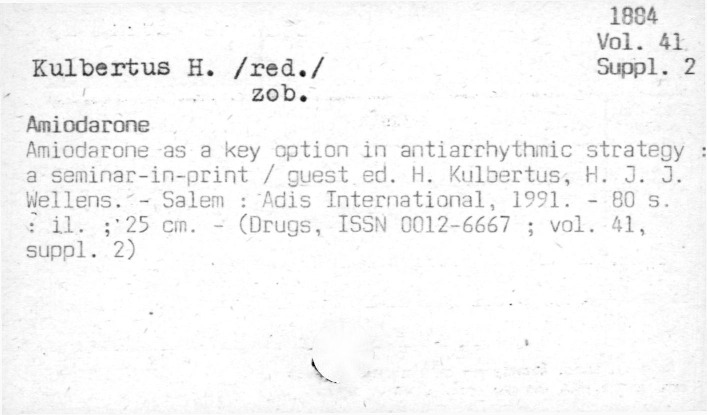 1884
Vol. 41
Kulbertus H. /red./ Suppl. 2
zob.
Amiodarone
Amiodarone as a key option in antiarrhythmic strategy :
a seminar-in-print / guest ed. H. Kulbertus, H. J. J.
Wellens. - Salem : Adis International, 1991. - 80 s.
: il. ; 25 cm. - (Drugs, ISSN 0012-6667 ; vol. 41,
suppl. 2)